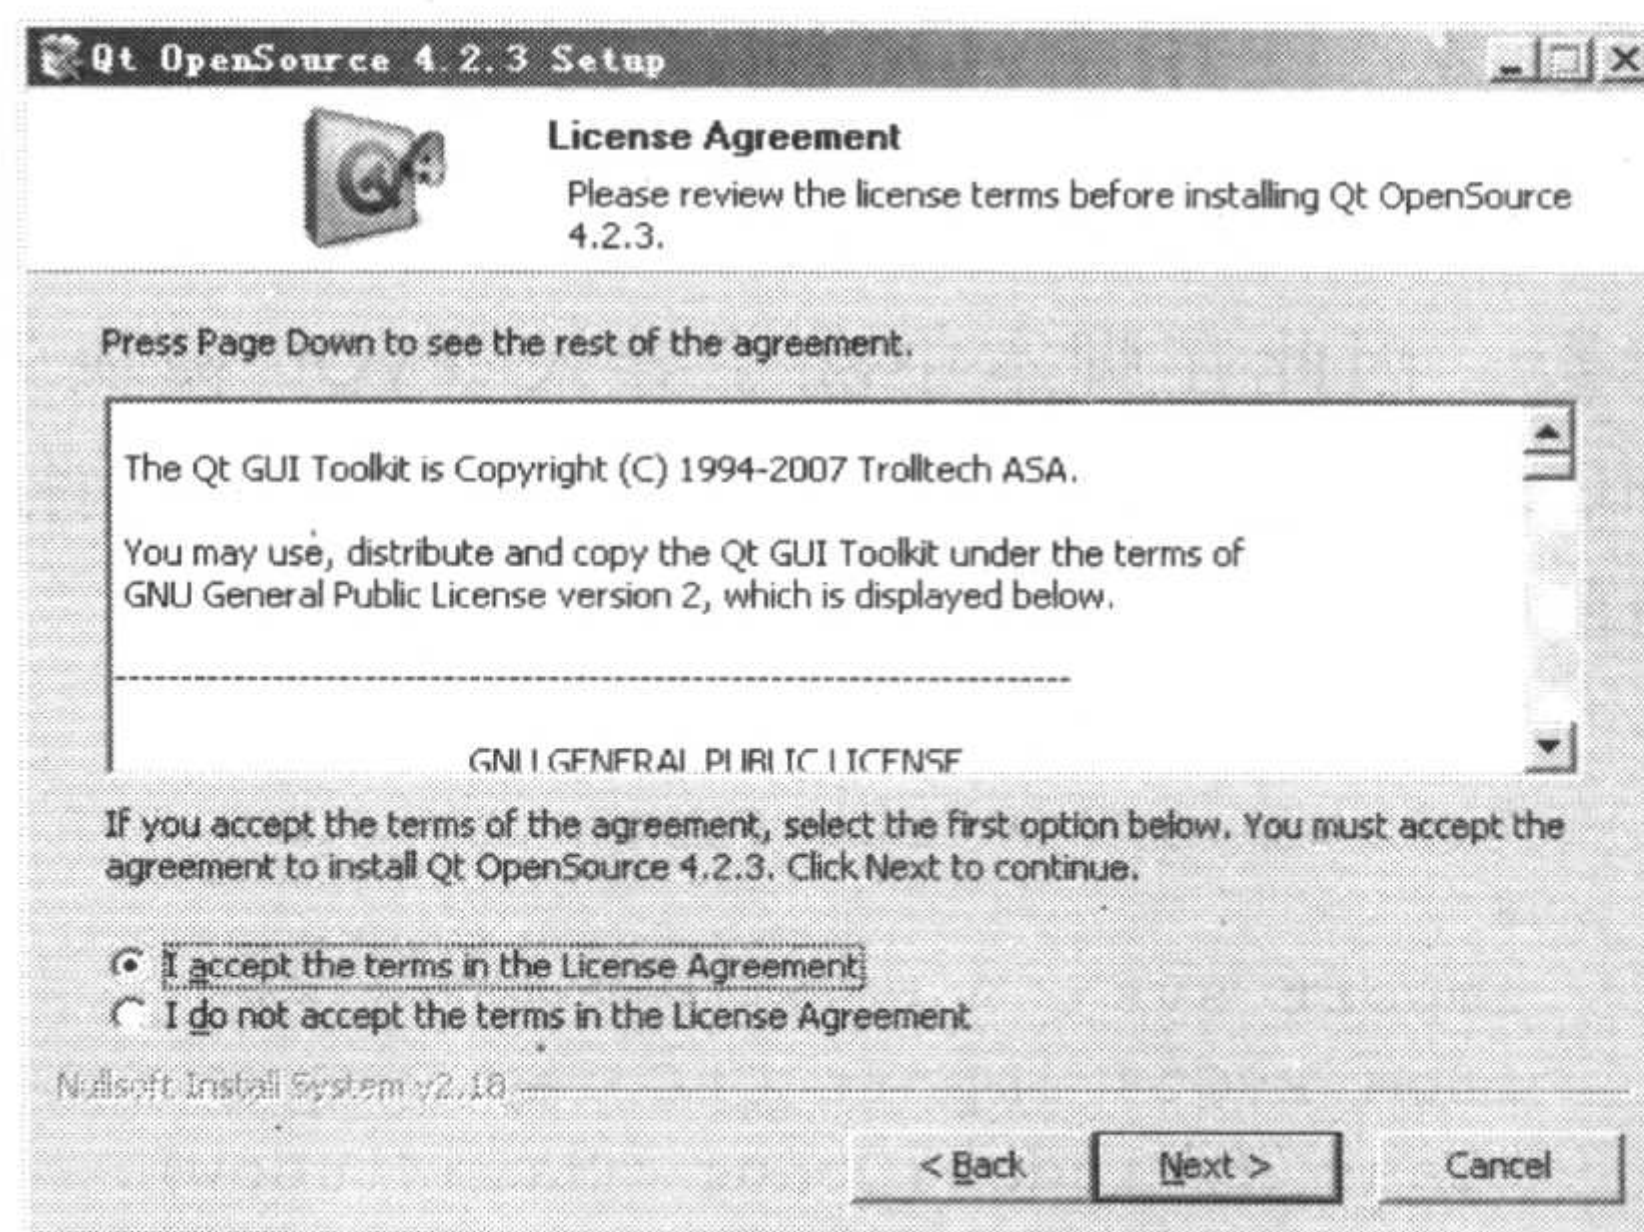 Qt OpenSource 4.2.3 Setup
License Agreement
Please review the license terms before installing Qt OpenSource
4.2.3.
Press Page Down to see the rest of the agreement.
The Qt GUI Toolkit is Copyright (C) 1994-2007 Trolltech ASA.
You may use, distribute and copy the Qt GUI Toolkit under the terms of
GNU General Public License version 2, which is displayed below.
----------------------------------------------------------------------
GNU GENERAL PUBLIC LICENSE
If you accept the terms of the agreement, select the first option below. You must accept the
agreement to install Qt OpenSource 4.2.3. Click Next to continue.
I accept the terms in the License Agreement
I do not accept the terms in the License Agreement
Nullsoft Install System v2.18
< Back
Next >
Cancel